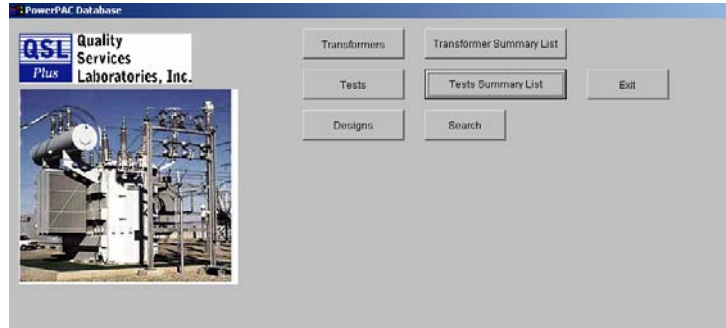 PowerPAC Database
QSL Plus
Quality
Services
Laboratories, Inc.
Transformers
Transformer Summary List
Tests
Tests Summary List
Exit
Designs
Search